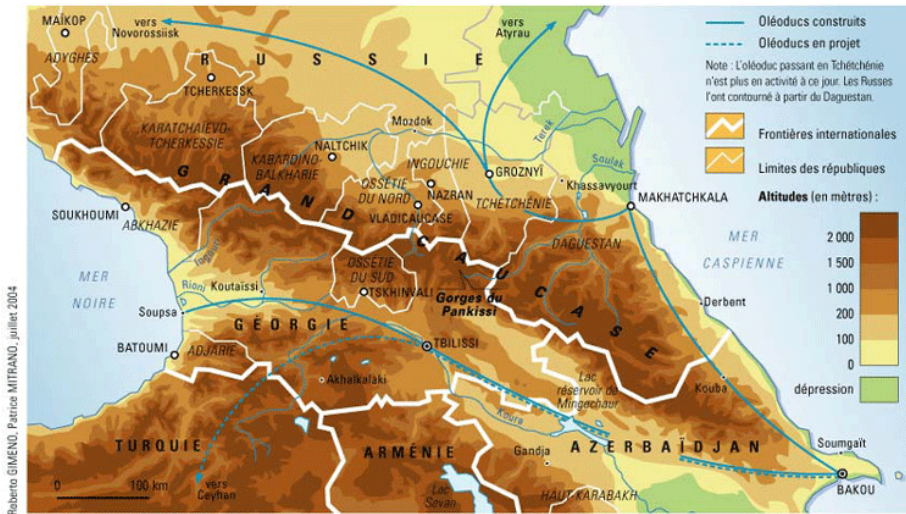 MAÏKOP
vers
Novorossiisk
vers
Atyrau
ADYGHÉS
RUSSIE
TCHERKESSK
KARATCHAÏEVO-
TCHERKESSIE
Mozdok
NALTCHIK
KABARDINO-
BALKHARIE
INGOUCHIE
OSSÉTIE
DU NORD
NAZRAN
VLADICAUCASE
GROZNYÏ
TCHÉTCHÉNIE
Terek
Soulak
Khassavyourt
MAKHATCHKALA
GRAND CAUCASE
DAGUESTAN
SOUKHOUMI
ABKHAZIE
MER
NOIRE
MER
CASPIENNE
Ingouri
Rioni
Koutaïssi
OSSÉTIE
DU SUD
TSKHINVALI
Gorges du
Pankissi
Derbent
Soupsa
GÉORGIE
TBILISSI
BATOUMI
ADJARIE
Akhalkalaki
Lac
réservoir de
Minguechaur
Kouba
Koura
TURQUIE
ARMÉNIE
Gandja
AZERBAÏDJAN
Soumgaït
BAKOU
vers
Ceyhan
Lac
Sevan
HAUT-KARABAKH
0 100 km
Oléoducs construits
Oléoducs en projet
Note : L'oléoduc passant en Tchétchénie
n'est plus en activité à ce jour. Les Russes
l'ont contourné à partir du Daguestan.
Frontières internationales
Limites des républiques
Altitudes (en mètres) :
2 000
1 500
1 000
200
100
0
dépression
Roberto GIMENO, Patrice MITRANO, juillet 2004